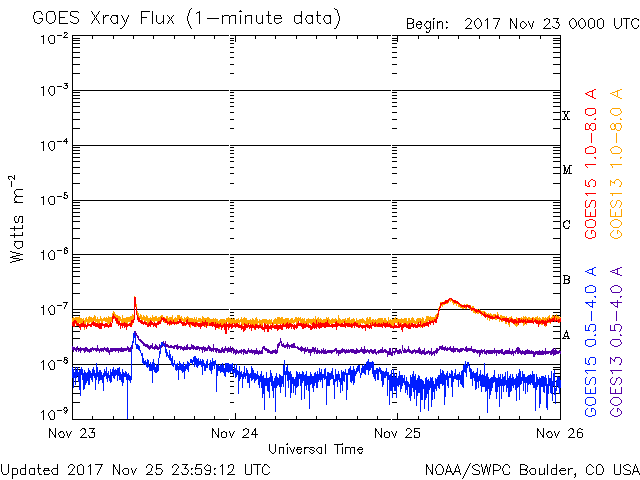 GOES Xray Flux (1-minute data)
Begin: 2017 Nov 23 0000 UTC
10⁻²
10⁻³
10⁻⁴
10⁻⁵
10⁻⁶
10⁻⁷
10⁻⁸
10⁻⁹
Watts m⁻²
X
M
C
B
A
GOES15 1.0-8.0 A
GOES13 1.0-8.0 A
GOES15 0.5-4.0 A
GOES13 0.5-4.0 A
Nov 23 Nov 24 Nov 25 Nov 26
Universal Time
Updated 2017 Nov 25 23:59:12 UTC
NOAA/SWPC Boulder, CO USA